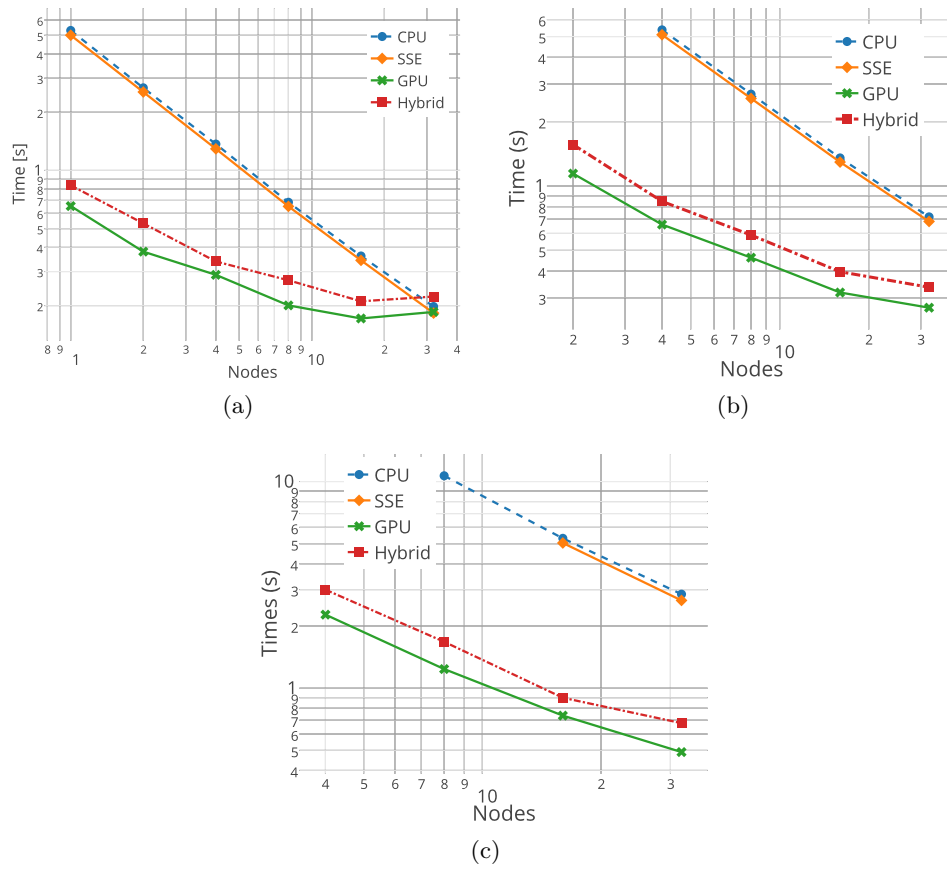 6
5
4
3
2
1
9
8
7
6
5
4
3
2
Time [s]
CPU
SSE
GPU
Hybrid
8 9 1 2 3 4 5 6 7 8 9 10 2 3 4
Nodes
(a)
6
5
4
3
2
1
9
8
7
6
5
4
3
Time (s)
CPU
SSE
GPU
Hybrid
2 3 4 5 6 7 8 9 10 2 3
Nodes
(b)
10
9
8
7
6
5
4
3
2
1
9
8
7
6
5
4
Times (s)
CPU
SSE
GPU
Hybrid
4 5 6 7 8 9 10 2 3
Nodes
(c)